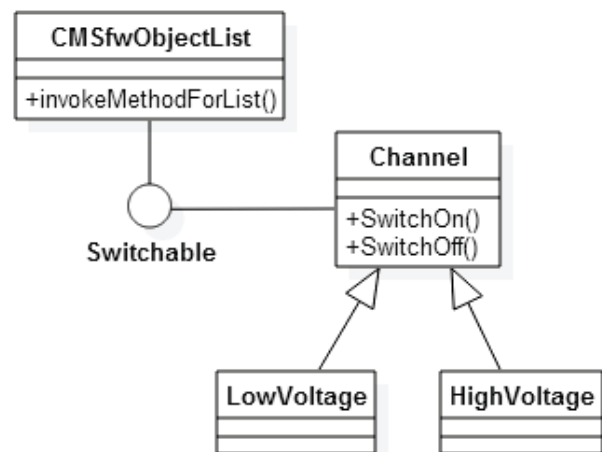 CMSfwObjectList
+invokeMethodForList()
Channel
+SwitchOn()
+SwitchOff()
Switchable
LowVoltage
HighVoltage